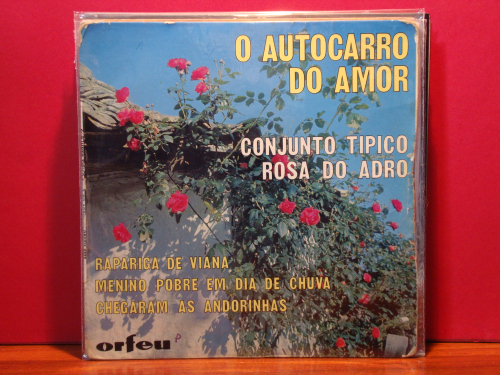 O AUTOCARRO
DO AMOR
CONJUNTO TIPICO
ROSA DO ADRO
RAPARIGA DE VIANA
MENINO POBRE EM DIA DE CHUVA
CHEGARAM AS ANDORINHAS
orfeu